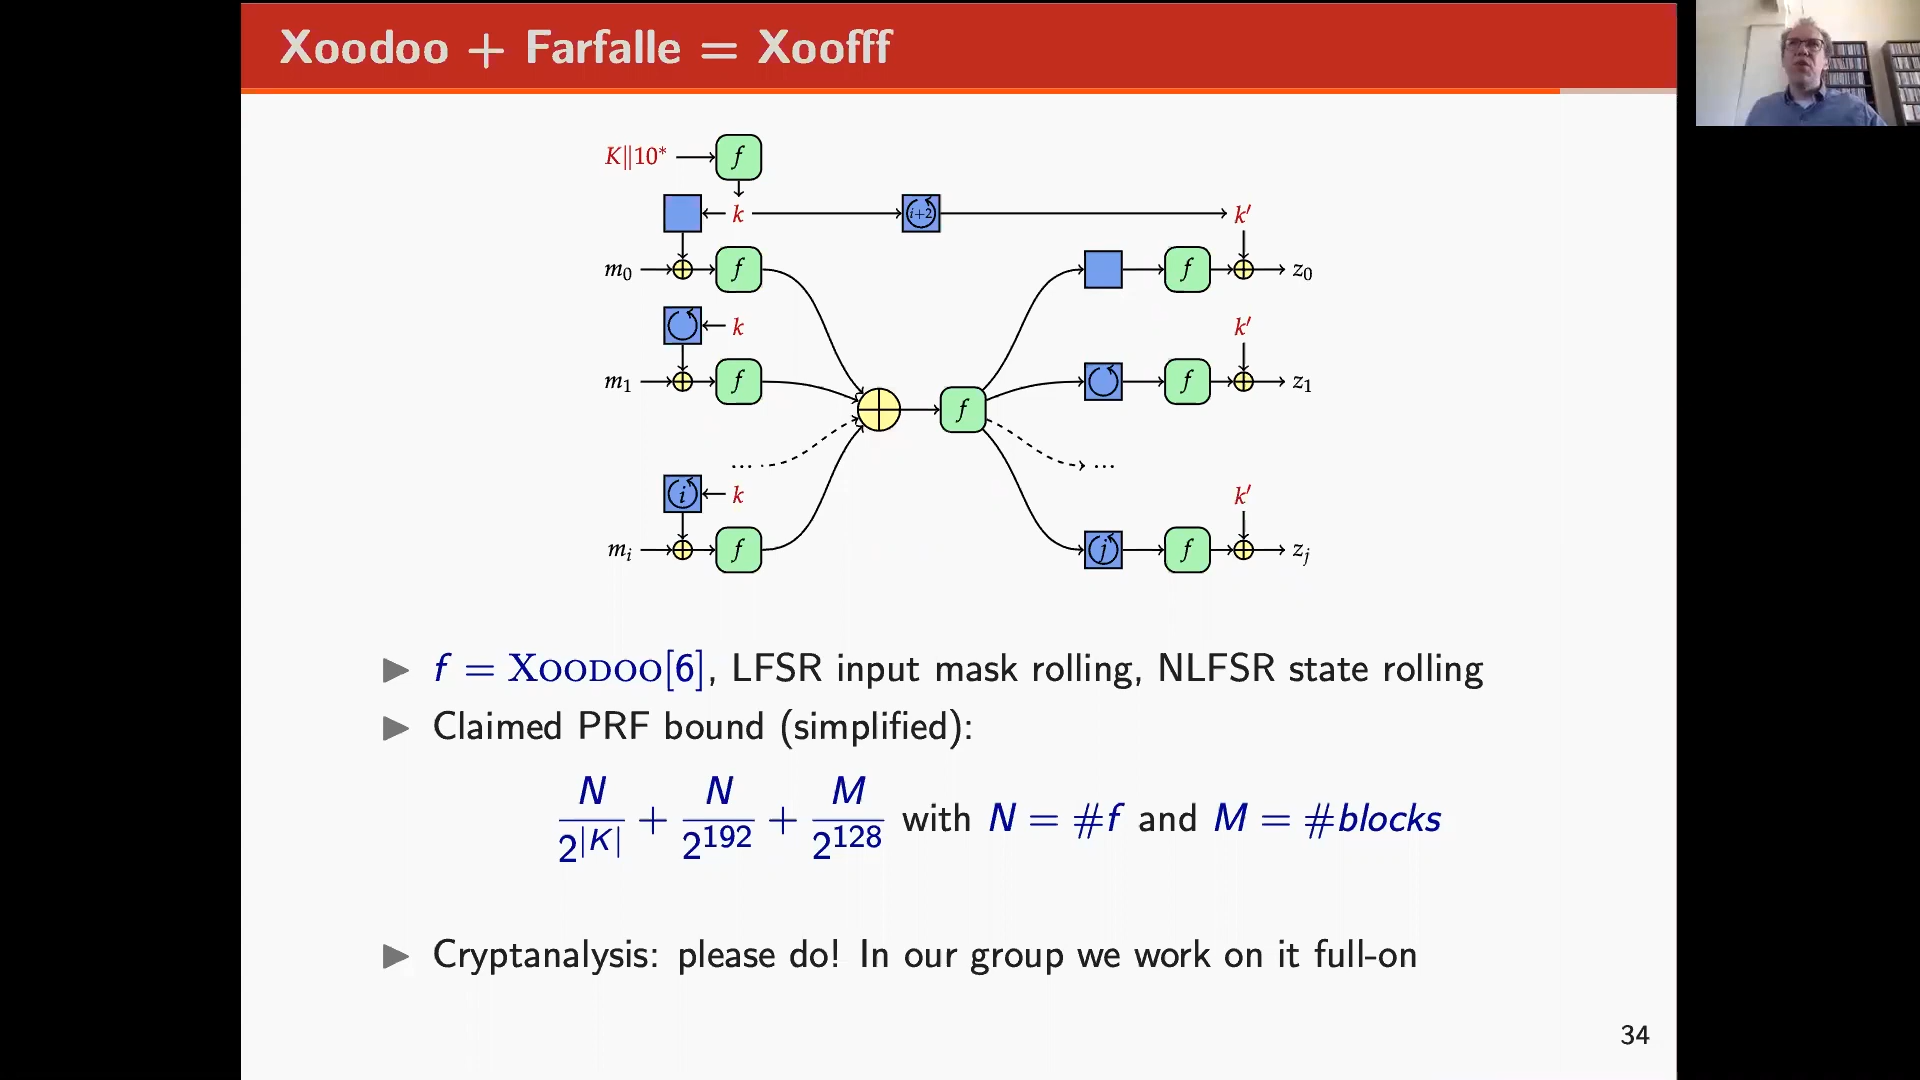 Xoodoo + Farfalle = Xoofff
K||10* f
k i+2 k′
m₀ f f z₀
k k′
m₁ f f z₁
f
... ...
i k k′
mᵢ f j f zⱼ
▶ f = XOODOO[6], LFSR input mask rolling, NLFSR state rolling
▶ Claimed PRF bound (simplified):
N/2^|K| + N/2^192 + M/2^128 with N = #f and M = #blocks
▶ Cryptanalysis: please do! In our group we work on it full-on
34